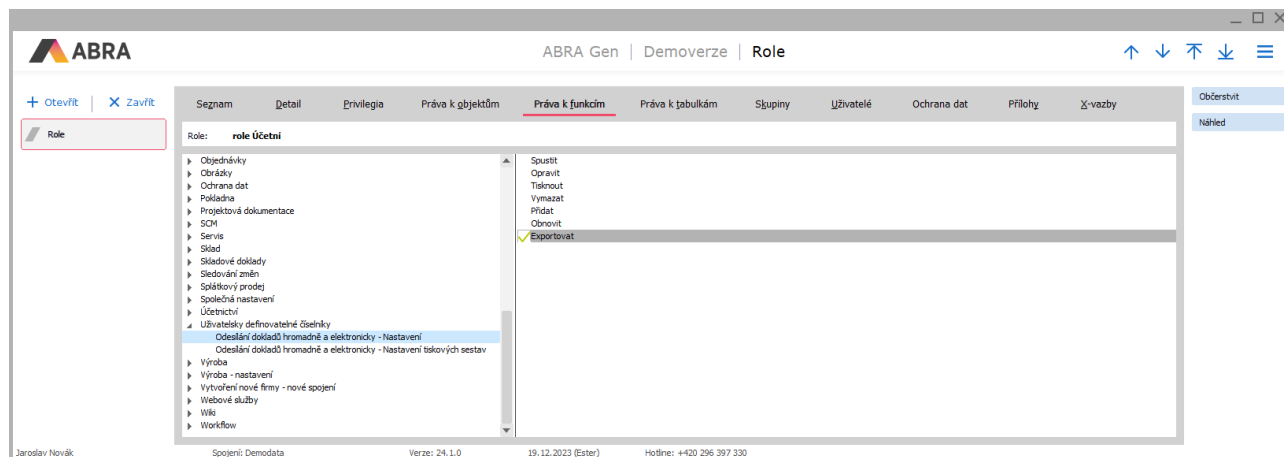 ABRA
ABRA Gen | Demoverze | Role
+ Otevřít | X Zavřít
Role
Seznam Detail Privilegia Práva k objektům Práva k funkcím Práva k tabulkám Skupiny Uživatelé Ochrana dat Přílohy X-vazby
Občerstvit
Náhled
Role: role Účetní
Objednávky
Obrázky
Ochrana dat
Pokladna
Projektová dokumentace
SCM
Servis
Sklad
Skladové doklady
Sledování změn
Splátkový prodej
Společná nastavení
Účetnictví
Uživatelsky definovatelné číselníky
Odesílání dokladů hromadně a elektronicky - Nastavení
Odesílání dokladů hromadně a elektronicky - Nastavení tiskových sestav
Výroba
Výroba - nastavení
Vytvoření nové firmy - nové spojení
Webové služby
Wiki
Workflow
Spustit
Opravit
Tisknout
Vymazat
Přidat
Obnovit
Exportovat
Jaroslav Novák Spojení: Demodata Verze: 24.1.0 19.12.2023 (Ester) Hotline: +420 296 397 330